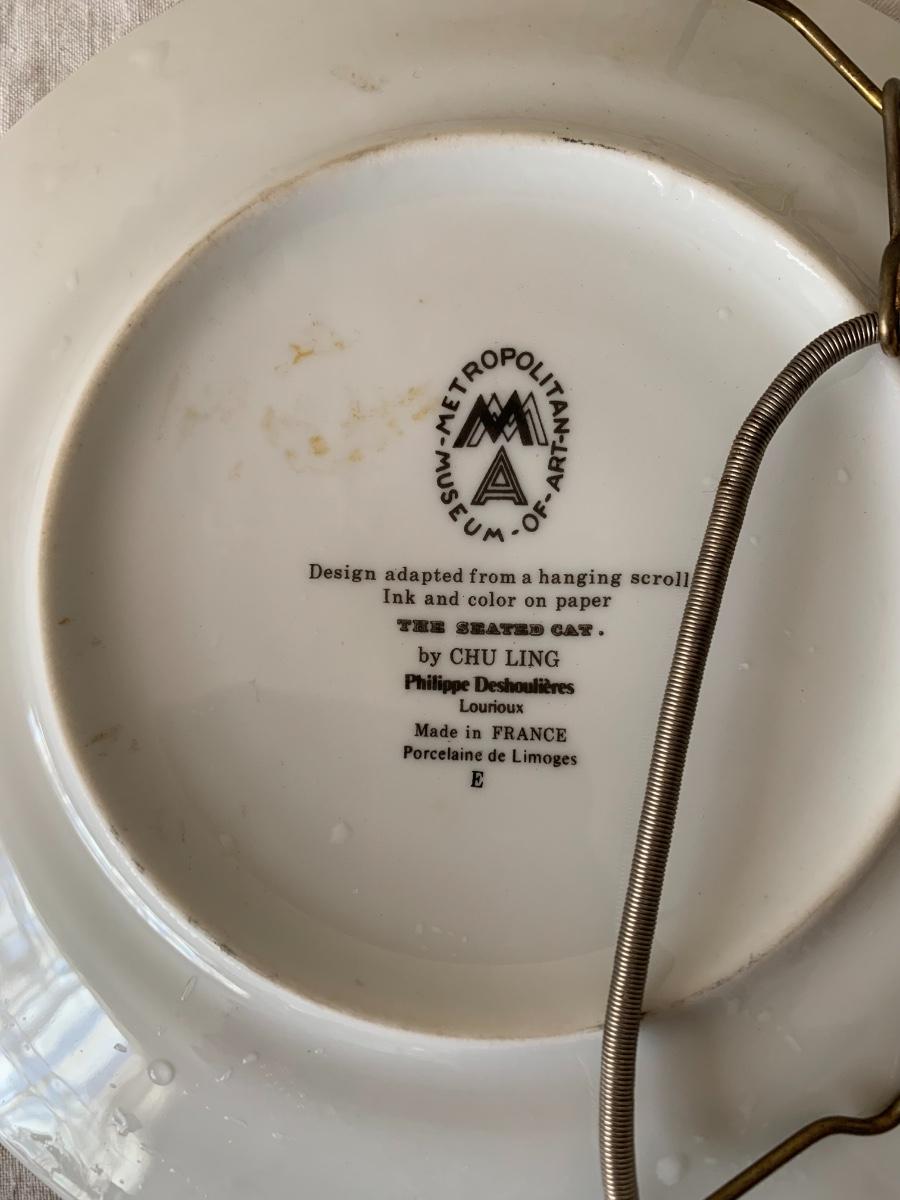 METROPOLITAN-MUSEUM-OF-ART-
MMA
Design adapted from a hanging scroll
Ink and color on paper
THE SEATED CAT.
by CHU LING
Philippe Deshoulières
Lourioux
Made in FRANCE
Porcelaine de Limoges
E